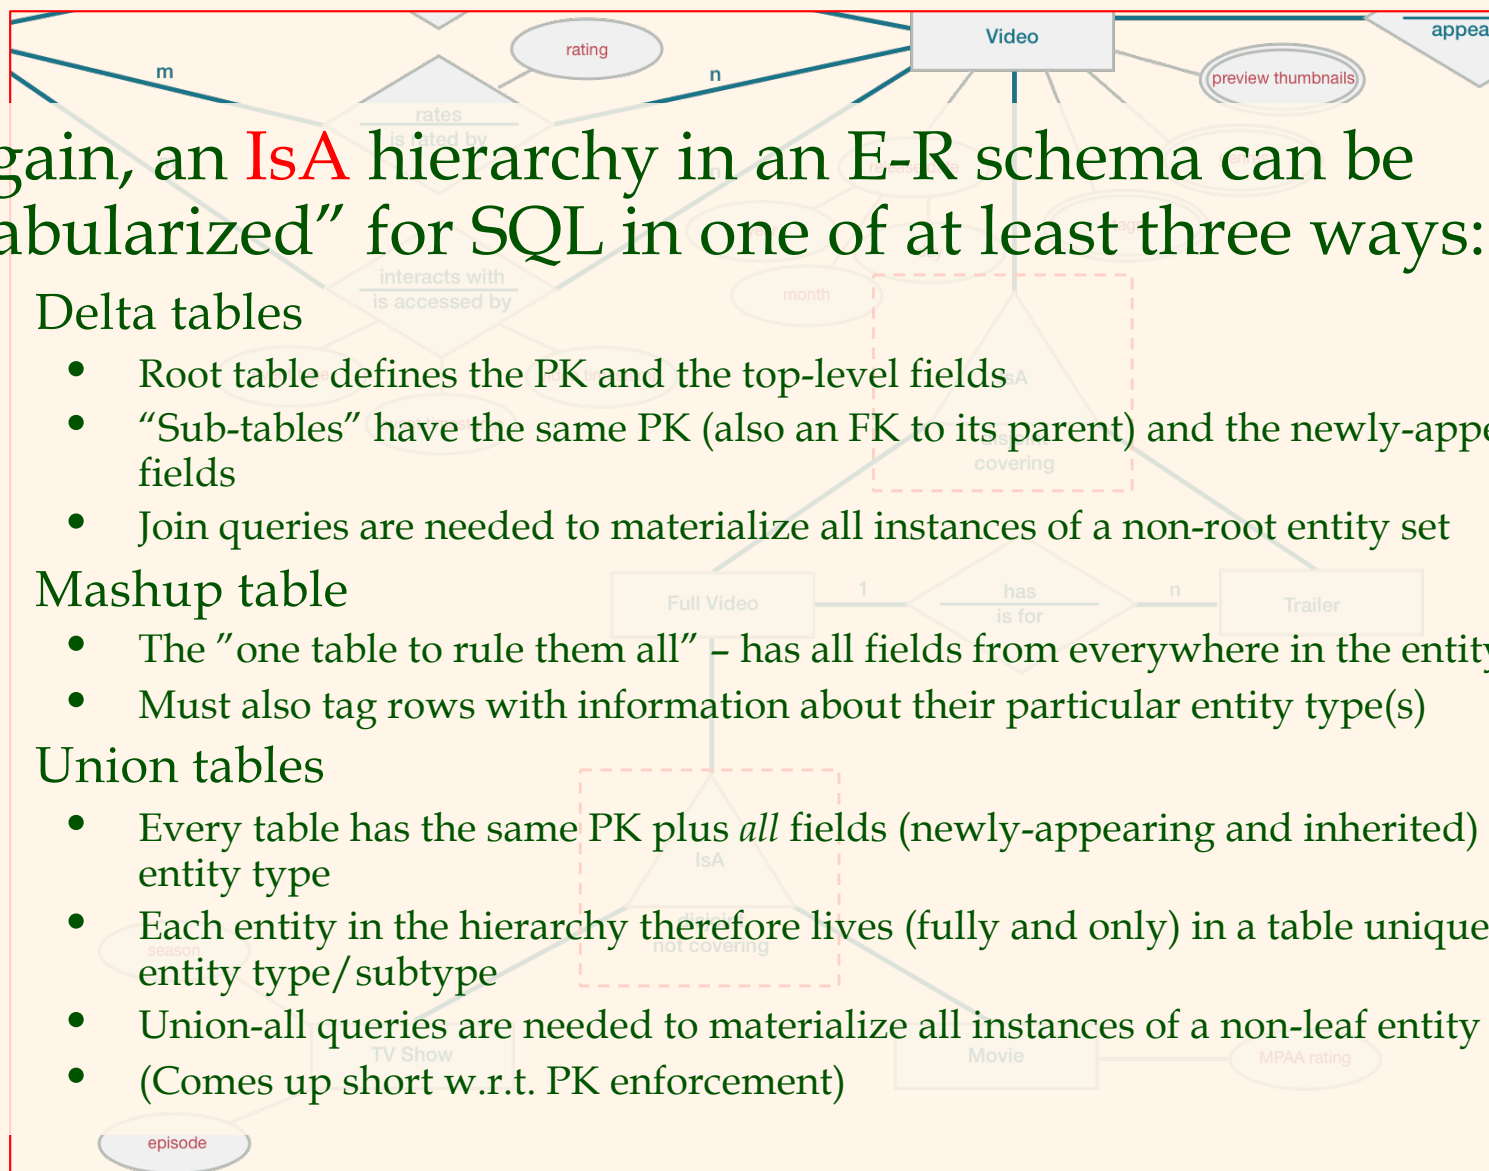 rating
Video
appea
m
n
preview thumbnails
rates
is rated by
gain, an IsA hierarchy in an E-R schema can be
abularized” for SQL in one of at least three ways:
interacts with
is accessed by
month
Delta tables
• Root table defines the PK and the top-level fields
IsA
• “Sub-tables” have the same PK (also an FK to its parent) and the newly-appe
disjoint
covering
fields
• Join queries are needed to materialize all instances of a non-root entity set
Mashup table
Full Video
1
has
is for
n
Trailer
• The ”one table to rule them all” – has all fields from everywhere in the entity
• Must also tag rows with information about their particular entity type(s)
Union tables
• Every table has the same PK plus all fields (newly-appearing and inherited)
IsA
entity type
• Each entity in the hierarchy therefore lives (fully and only) in a table unique
disjoint
not covering
season
entity type/subtype
• Union-all queries are needed to materialize all instances of a non-leaf entity
TV Show
Movie
MPAA rating
• (Comes up short w.r.t. PK enforcement)
episode